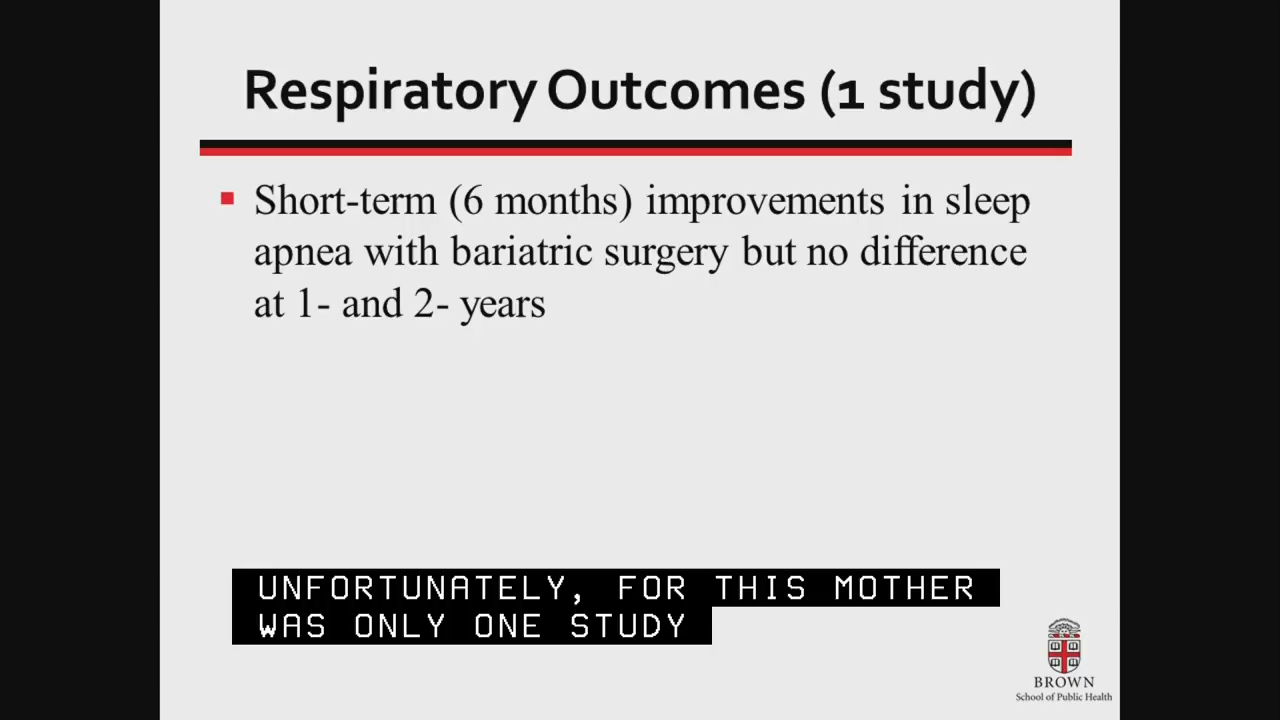 Respiratory Outcomes (1 study)
▪ Short-term (6 months) improvements in sleep
apnea with bariatric surgery but no difference
at 1- and 2- years
UNFORTUNATELY, FOR THIS MOTHER
WAS ONLY ONE STUDY
BROWN
School of Public Health